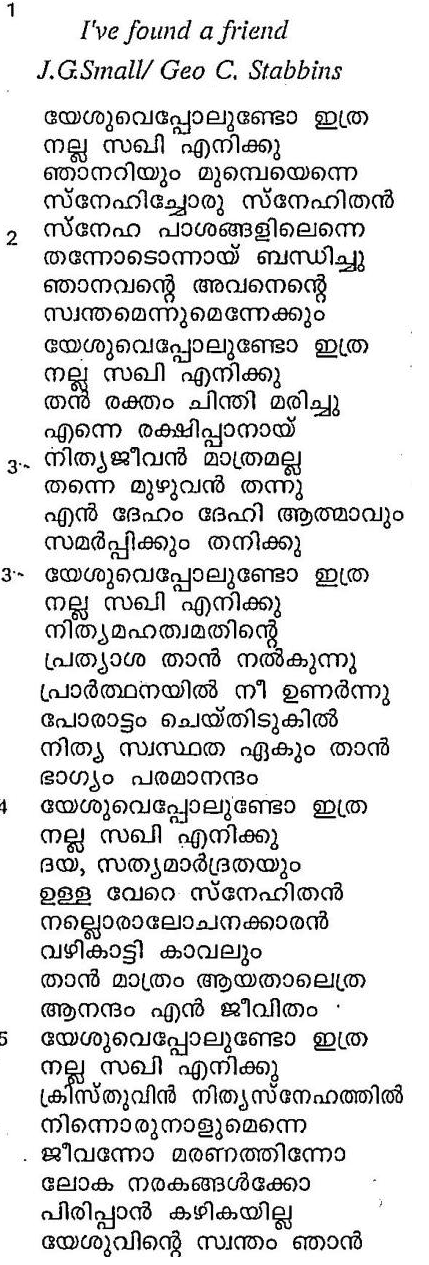 1
I've found a friend
J.G.Small/ Geo C. Stabbins
യേശുവെപ്പോലുണ്ടോ ഇത്ര
നല്ല സഖി എനിക്കു
ഞാനറിയും മുമ്പെയെന്നെ
സ്നേഹിച്ചോരു സ്നേഹിതൻ
2 സ്നേഹ പാശങ്ങളിലെന്നെ
തന്നോടൊന്നായ് ബന്ധിച്ചു
ഞാനവന്റെ അവനെന്റെ
സ്വന്തമെന്നുമെന്നേക്കും
യേശുവെപ്പോലുണ്ടോ ഇത്ര
നല്ല സഖി എനിക്കു
തൻ രക്തം ചിന്തി മരിച്ചു
എന്നെ രക്ഷിപ്പാനായ്
3-- നിത്യജീവൻ മാത്രമല്ല
തന്നെ മുഴുവൻ തന്നു
എൻ ദേഹം ദേഹി ആത്മാവും
സമർപ്പിക്കും തനിക്കു
3-- യേശുവെപ്പോലുണ്ടോ ഇത്ര
നല്ല സഖി എനിക്കു
നിത്യമഹത്വമതിന്റെ
പ്രത്യാശ താൻ നൽകുന്നു
പ്രാർത്ഥനയിൽ നീ ഉണർന്നു
പോരാട്ടം ചെയ്തിടുകിൽ
നിത്യ സ്വസ്ഥത ഏകും താൻ
ഭാഗ്യം പരമാനന്ദം
4 യേശുവെപ്പോലുണ്ടോ ഇത്ര
നല്ല സഖി എനിക്കു
ദയ, സത്യമാർദ്രതയും
ഉള്ള വേറെ സ്നേഹിതൻ
നല്ലൊരാലോചനക്കാരൻ
വഴികാട്ടി കാവലും
താൻ മാത്രം ആയതാലെത്ര
ആനന്ദം എൻ ജീവിതം
5 യേശുവെപ്പോലുണ്ടോ ഇത്ര
നല്ല സഖി എനിക്കു
ക്രിസ്തുവിൻ നിത്യസ്നേഹത്തിൽ
നിന്നൊരുനാളുമെന്നെ
ജീവന്നോ മരണത്തിന്നോ
ലോക നരകങ്ങൾക്കോ
പിരിപ്പാൻ കഴികയില്ല
യേശുവിന്റെ സ്വന്തം ഞാൻ